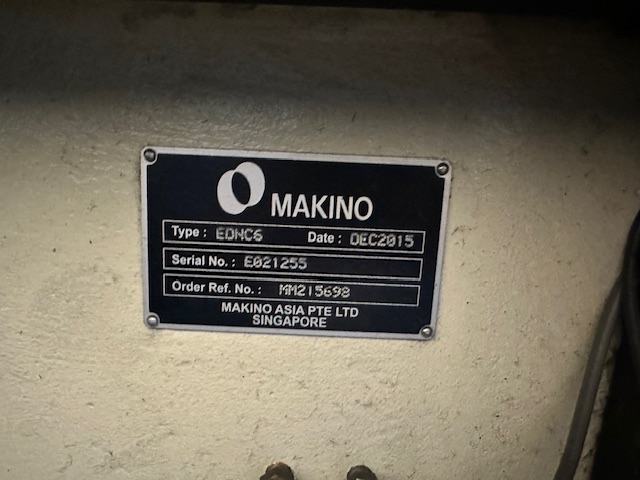 MAKINO
Type : EDNC6 Date : DEC2015
Serial No. : E021255
Order Ref. No. : MM215698
MAKINO ASIA PTE LTD
SINGAPORE